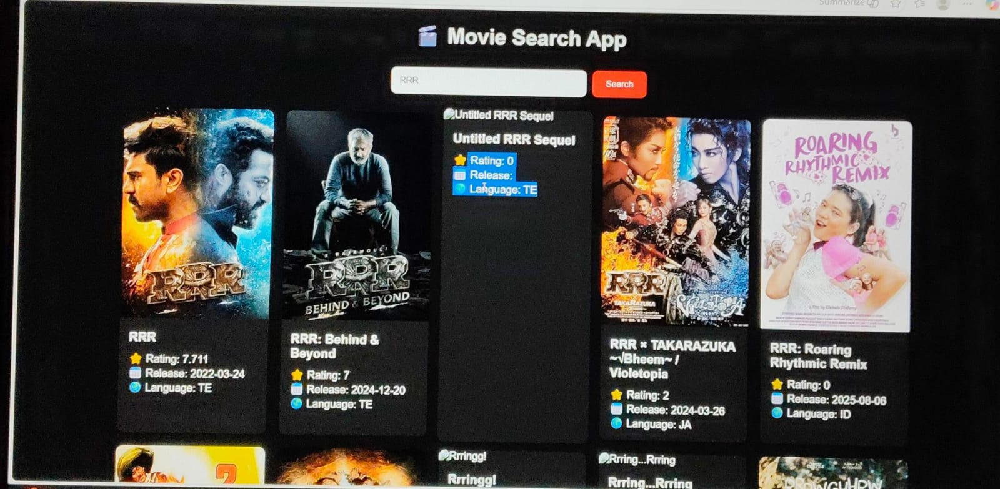 Summarize
Movie Search App
RRR
Search
RRR
RRR
BEHIND & BEYOND
Untitled RRR Sequel
Untitled RRR Sequel
Rating: 0
Release:
Language: TE
RRR
TAKARAZUKA
ROARING
RHYTHMIC
REMIX
RRR
Rating: 7.711
Release: 2022-03-24
Language: TE
RRR: Behind &
Beyond
Rating: 7
Release: 2024-12-20
Language: TE
RRR × TAKARAZUKA
~√Bheem~ /
Violetopia
Rating: 2
Release: 2024-03-26
Language: JA
RRR: Roaring
Rhythmic Remix
Rating: 0
Release: 2025-08-06
Language: ID
2
Rrringg!
Rrringg!
Rrring...Rrring
Rrring...Rrring